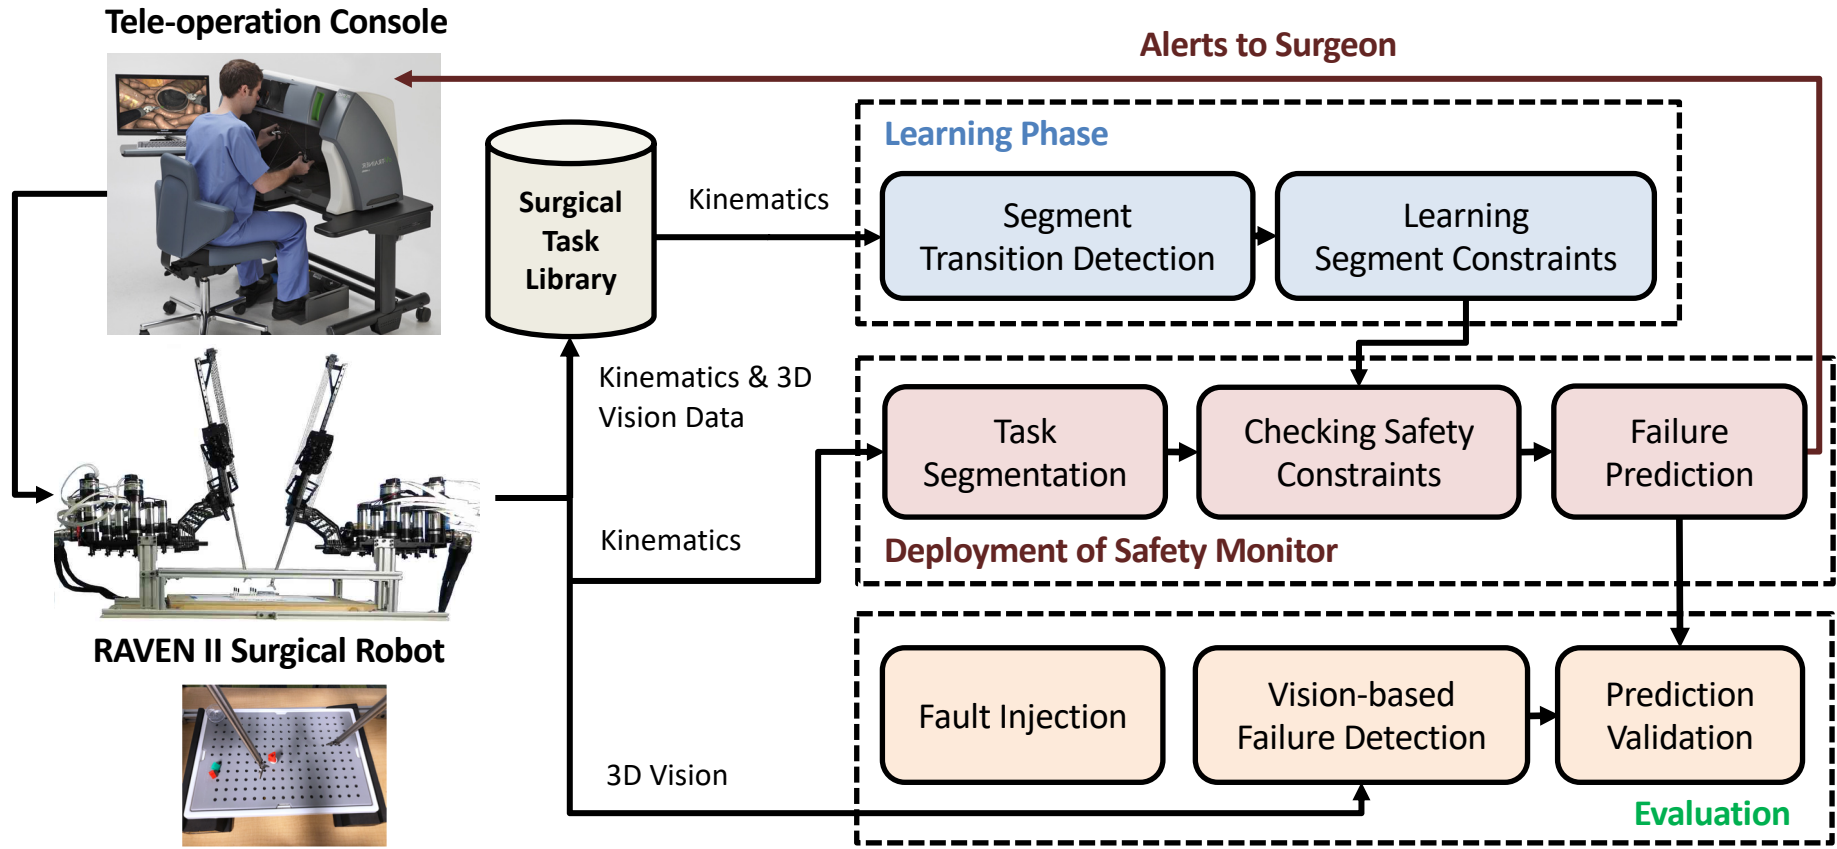 Tele-operation Console
Alerts to Surgeon
Learning Phase
Surgical
Task
Library
Kinematics
Segment
Transition Detection
Learning
Segment Constraints
Kinematics & 3D
Vision Data
Task
Segmentation
Checking Safety
Constraints
Failure
Prediction
Kinematics
Deployment of Safety Monitor
RAVEN II Surgical Robot
Fault Injection
Vision-based
Failure Detection
Prediction
Validation
3D Vision
Evaluation